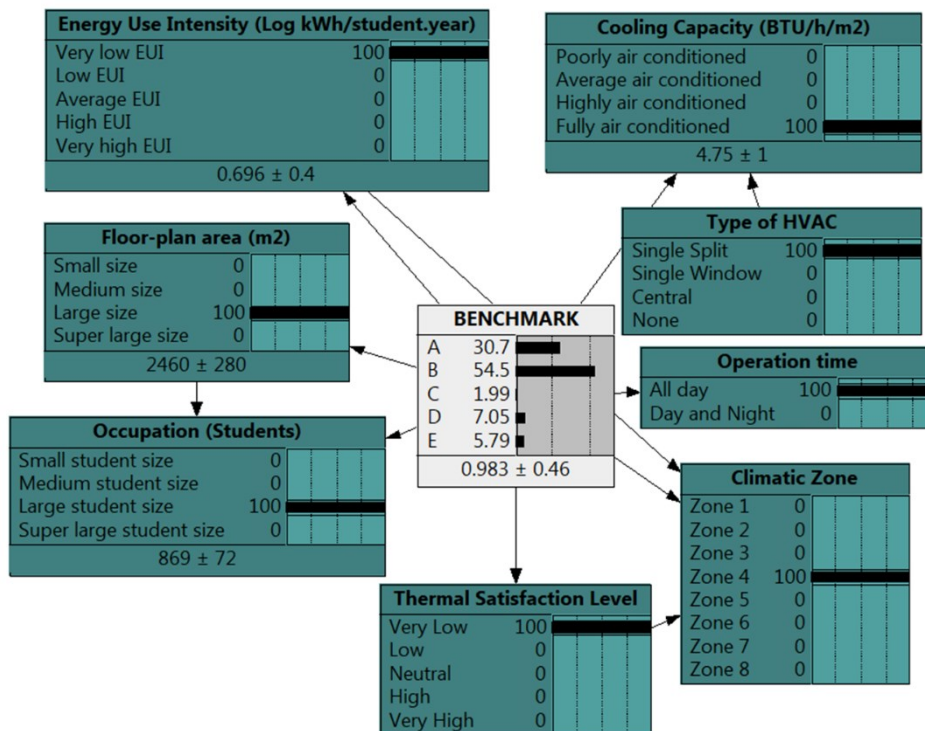 Energy Use Intensity (Log kWh/student.year)
Very low EUI 100
Low EUI 0
Average EUI 0
High EUI 0
Very high EUI 0
0.696 ± 0.4
Cooling Capacity (BTU/h/m2)
Poorly air conditioned 0
Average air conditioned 0
Highly air conditioned 0
Fully air conditioned 100
4.75 ± 1
Floor-plan area (m2)
Small size 0
Medium size 0
Large size 100
Super large size 0
2460 ± 280
Type of HVAC
Single Split 100
Single Window 0
Central 0
None 0
BENCHMARK
A 30.7
B 54.5
C 1.99
D 7.05
E 5.79
0.983 ± 0.46
Operation time
All day 100
Day and Night 0
Occupation (Students)
Small student size 0
Medium student size 0
Large student size 100
Super large student size 0
869 ± 72
Climatic Zone
Zone 1 0
Zone 2 0
Zone 3 0
Zone 4 100
Zone 5 0
Zone 6 0
Zone 7 0
Zone 8 0
Thermal Satisfaction Level
Very Low 100
Low 0
Neutral 0
High 0
Very High 0